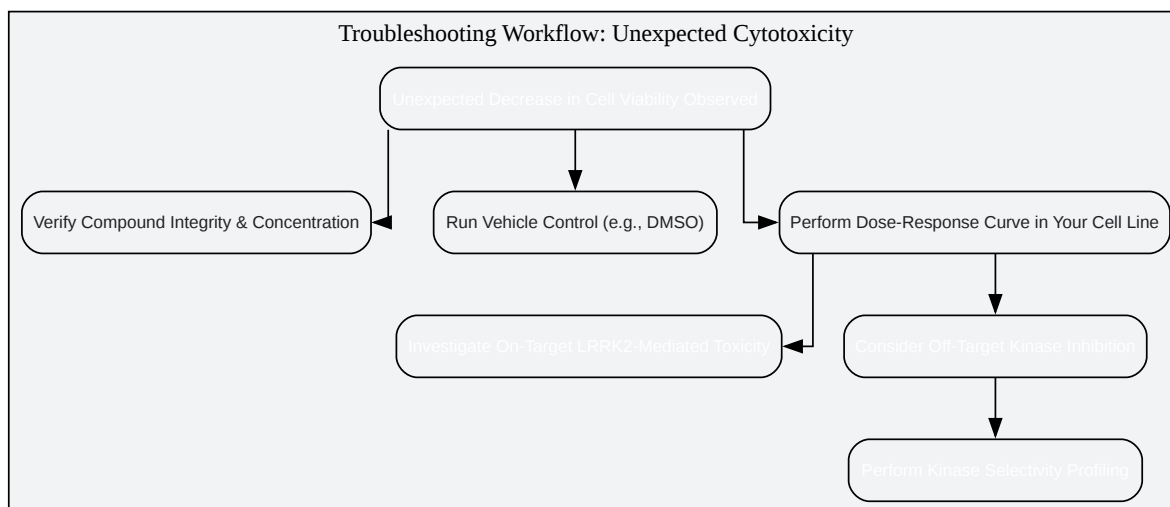 Troubleshooting Workflow: Unexpected Cytotoxicity
Unexpected Decrease in Cell Viability Observed
Verify Compound Integrity & Concentration
Run Vehicle Control (e.g., DMSO)
Perform Dose-Response Curve in Your Cell Line
Investigate On-Target LRRK2-Mediated Toxicity
Consider Off-Target Kinase Inhibition
Perform Kinase Selectivity Profiling